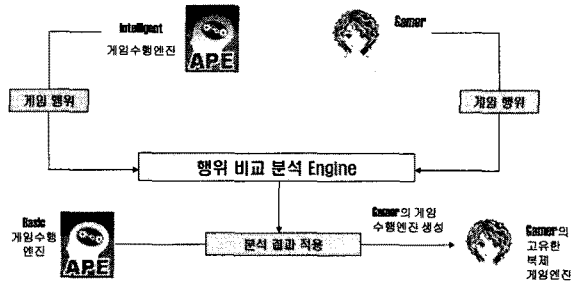 Intelligent
게임수행엔진
APE
Gamer
게임 행위
게임 행위
행위 비교 분석 Engine
Basic
게임수행
엔진
APE
분석 결과 적용
Gamer의 게임
수행엔진 생성
Gamer의
고유한
복제
게임엔진